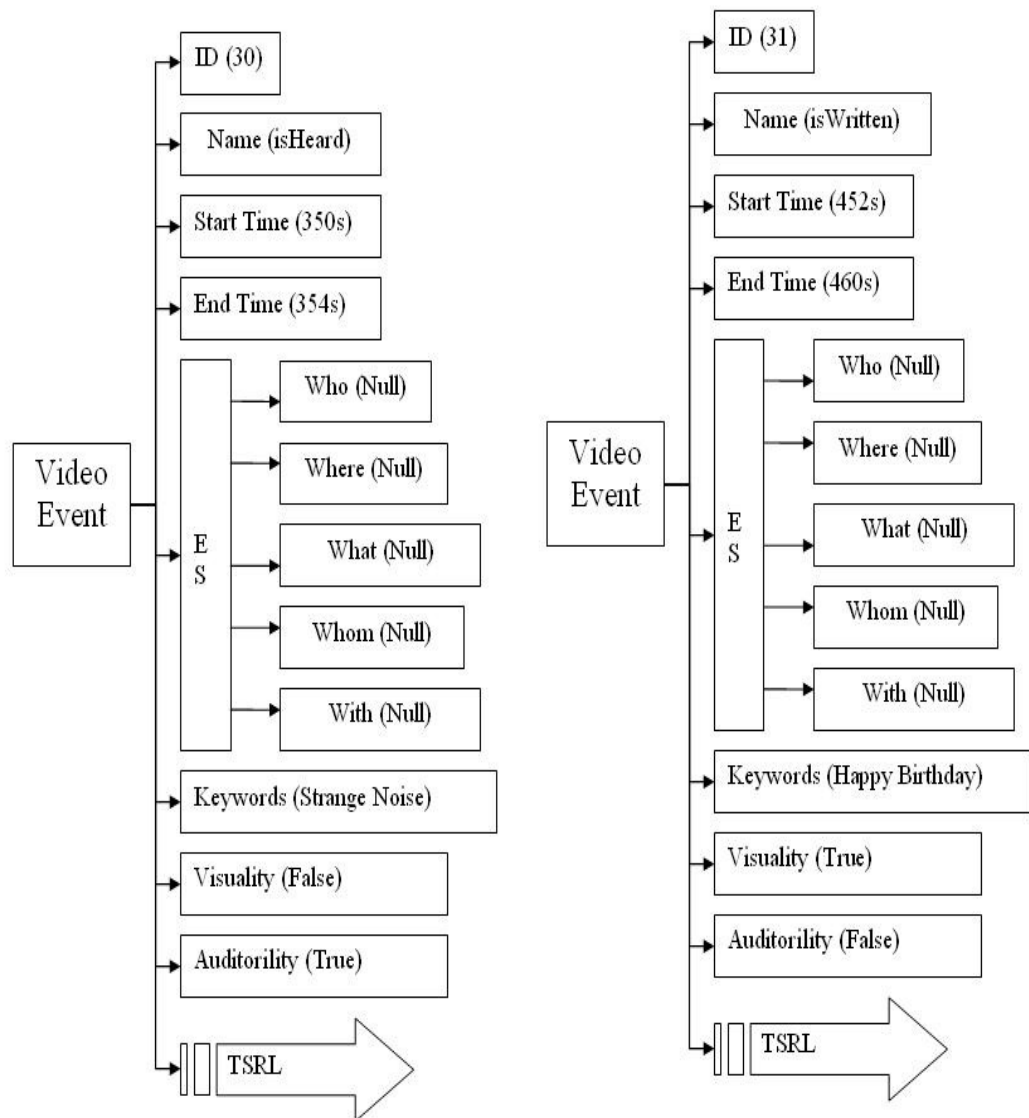 ID (30)
Name (isHeard)
Start Time (350s)
End Time (354s)
Video
Event
E
S
Who (Null)
Where (Null)
What (Null)
Whom (Null)
With (Null)
Keywords (Strange Noise)
Visuality (False)
Auditorility (True)
TSRL
ID (31)
Name (isWritten)
Start Time (452s)
End Time (460s)
Video
Event
E
S
Who (Null)
Where (Null)
What (Null)
Whom (Null)
With (Null)
Keywords (Happy Birthday)
Visuality (True)
Auditorility (False)
TSRL